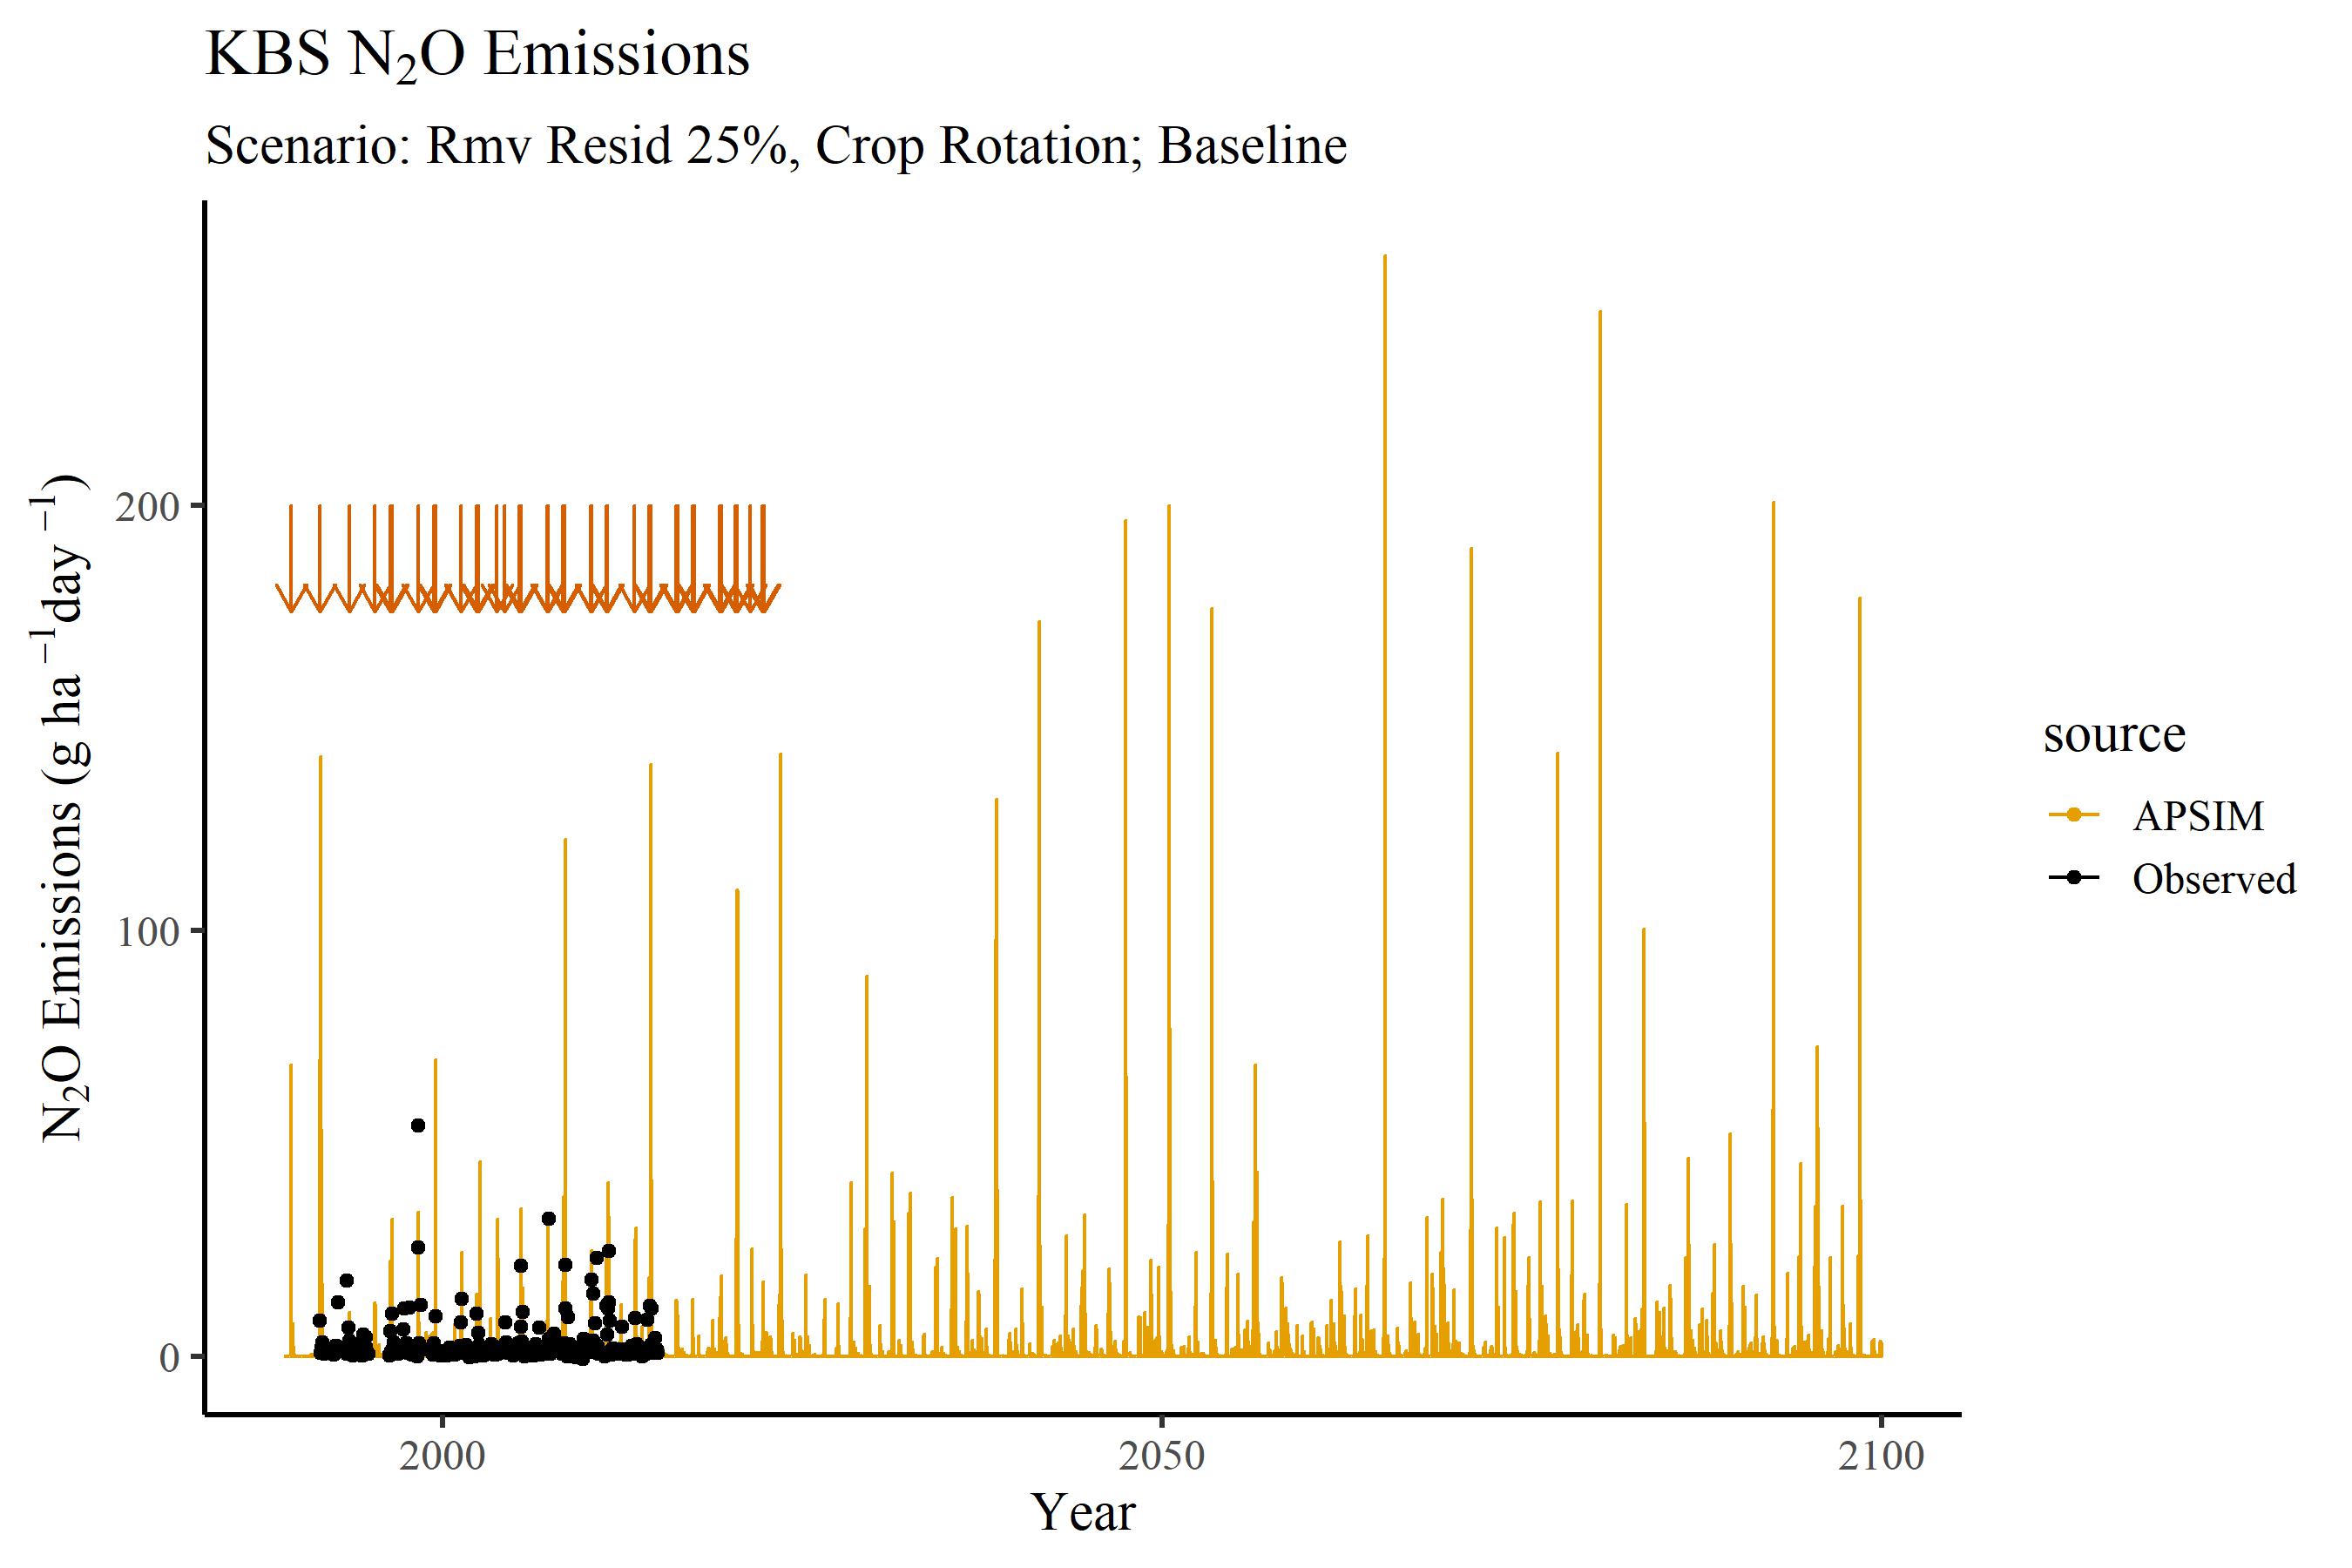 KBS N₂O Emissions
Scenario: Rmv Resid 25%, Crop Rotation; Baseline
N₂O Emissions (g ha ⁻¹day ⁻¹)
200
100
0
2000
2050
2100
Year
source
APSIM
Observed